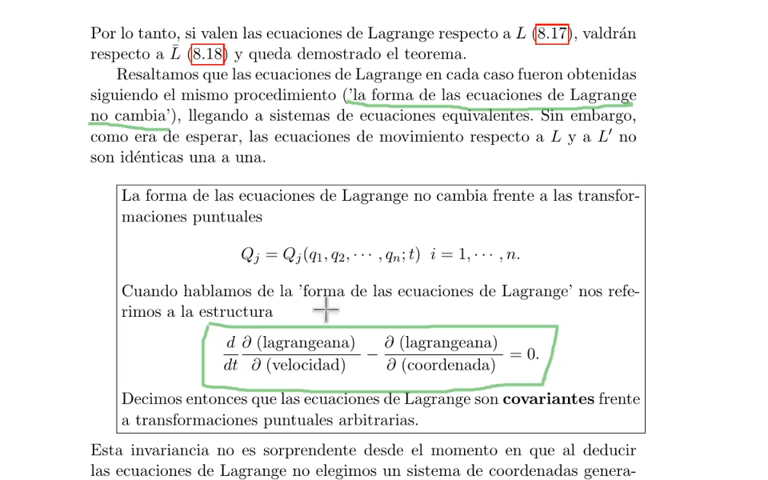 Por lo tanto, si valen las ecuaciones de Lagrange respecto a L (8.17), valdrán
respecto a L̄ (8.18) y queda demostrado el teorema.
Resaltamos que las ecuaciones de Lagrange en cada caso fueron obtenidas
siguiendo el mismo procedimiento ('la forma de las ecuaciones de Lagrange
no cambia'), llegando a sistemas de ecuaciones equivalentes. Sin embargo,
como era de esperar, las ecuaciones de movimiento respecto a L y a L′ no
son idénticas una a una.
La forma de las ecuaciones de Lagrange no cambia frente a las transfor-
maciones puntuales
Q_j = Q_j(q_1, q_2, ⋯ , q_n; t) i = 1, ⋯ , n.
Cuando hablamos de la 'forma de las ecuaciones de Lagrange' nos refe-
rimos a la estructura
d/dt ∂ (lagrangeana)/∂ (velocidad) − ∂ (lagrangeana)/∂ (coordenada) = 0.
Decimos entonces que las ecuaciones de Lagrange son covariantes frente
a transformaciones puntuales arbitrarias.
Esta invariancia no es sorprendente desde el momento en que al deducir
las ecuaciones de Lagrange no elegimos un sistema de coordenadas genera-